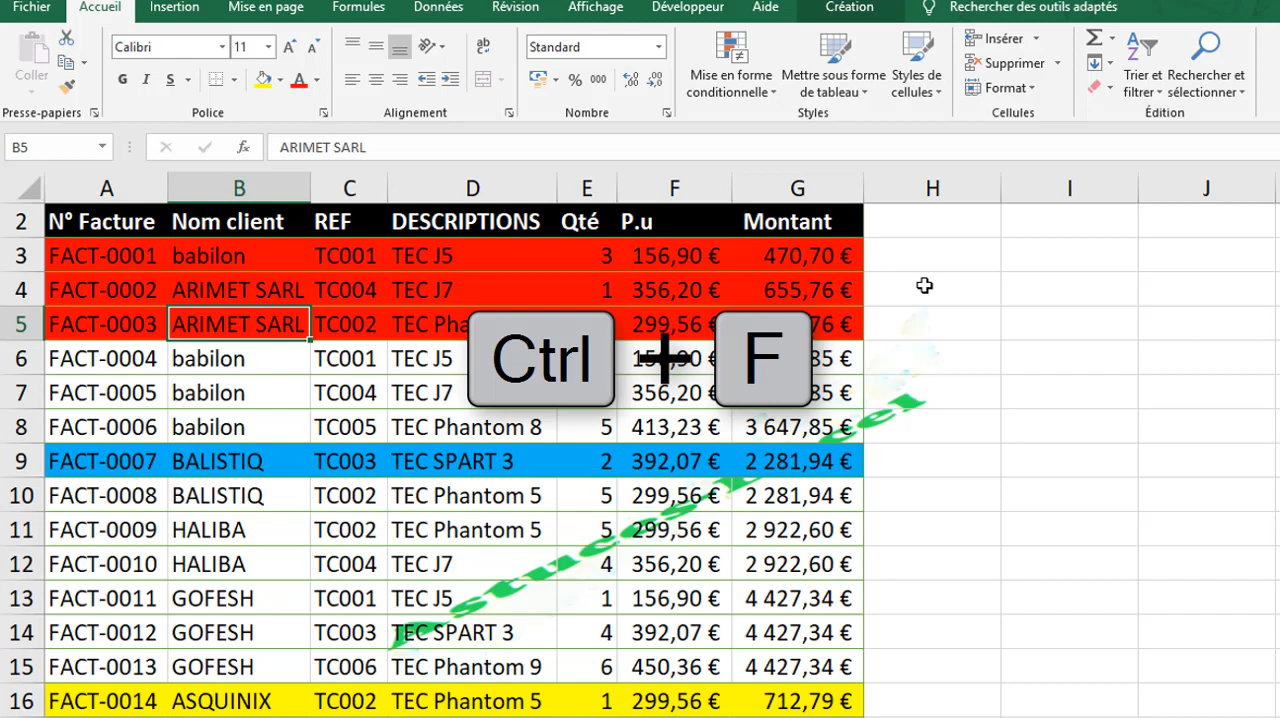 Fichier Accueil Insertion Mise en page Formules Données Révision Affichage Développeur Aide Création Rechercher des outils adaptés
Calibri 11 Standard
Coller
G I S
% 000
Mise en forme conditionnelle
Mettre sous forme de tableau
Styles de cellules
Insérer
Supprimer
Format
Trier et filtrer
Rechercher et sélectionner
Presse-papiers Police Alignement Nombre Styles Cellules Édition
B5 fx ARIMET SARL
A B C D E F G H I J
2 N° Facture Nom client REF DESCRIPTIONS Qté P.u Montant
3 FACT-0001 babilon TC001 TEC J5 3 156,90 € 470,70 €
4 FACT-0002 ARIMET SARL TC004 TEC J7 1 356,20 € 655,76 €
5 FACT-0003 ARIMET SARL TC002 TEC Pha 299,56 € 76 €
Ctrl + F
6 FACT-0004 babilon TC001 TEC J5 85 €
7 FACT-0005 babilon TC004 TEC J7 356,20 € 85 €
8 FACT-0006 babilon TC005 TEC Phantom 8 5 413,23 € 3 647,85 €
9 FACT-0007 BALISTIQ TC003 TEC SPART 3 2 392,07 € 2 281,94 €
10 FACT-0008 BALISTIQ TC002 TEC Phantom 5 5 299,56 € 2 281,94 €
11 FACT-0009 HALIBA TC002 TEC Phantom 5 5 299,56 € 2 922,60 €
12 FACT-0010 HALIBA TC004 TEC J7 4 356,20 € 2 922,60 €
13 FACT-0011 GOFESH TC001 TEC J5 1 156,90 € 4 427,34 €
14 FACT-0012 GOFESH TC003 TEC SPART 3 4 392,07 € 4 427,34 €
15 FACT-0013 GOFESH TC006 TEC Phantom 9 6 450,36 € 4 427,34 €
16 FACT-0014 ASQUINIX TC002 TEC Phantom 5 1 299,56 € 712,79 €